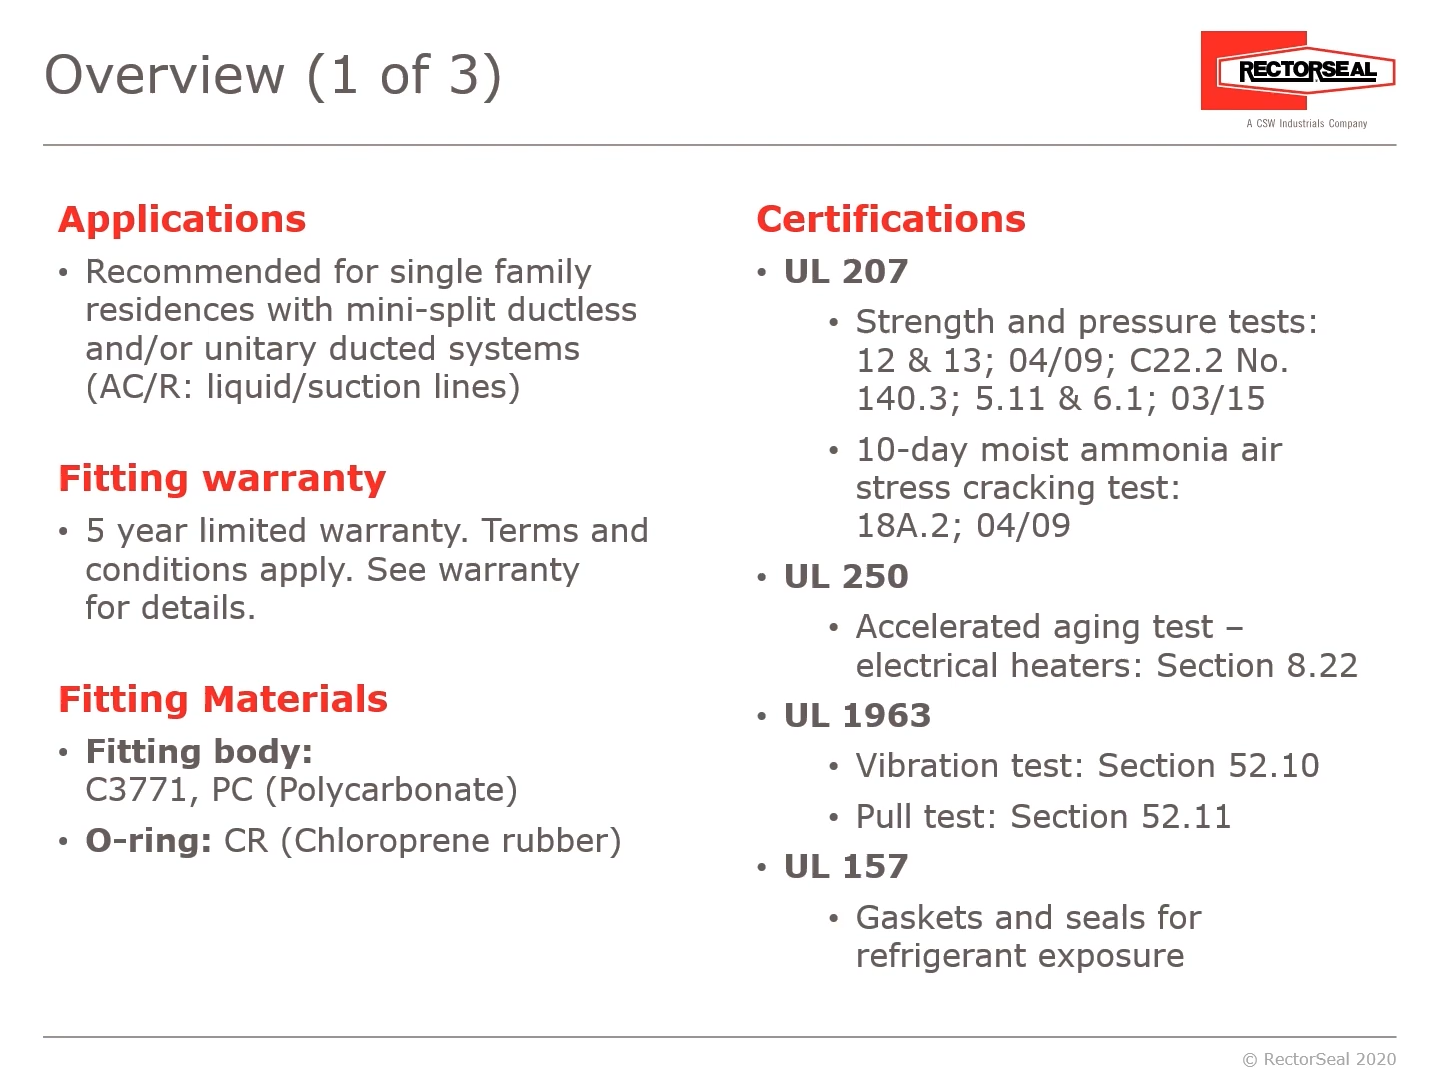 Overview (1 of 3)
RECTORSEAL
A CSW Industrials Company
Applications
• Recommended for single family
residences with mini-split ductless
and/or unitary ducted systems
(AC/R: liquid/suction lines)
Fitting warranty
• 5 year limited warranty. Terms and
conditions apply. See warranty
for details.
Fitting Materials
• Fitting body:
C3771, PC (Polycarbonate)
• O-ring: CR (Chloroprene rubber)
Certifications
• UL 207
• Strength and pressure tests:
12 & 13; 04/09; C22.2 No.
140.3; 5.11 & 6.1; 03/15
• 10-day moist ammonia air
stress cracking test:
18A.2; 04/09
• UL 250
• Accelerated aging test –
electrical heaters: Section 8.22
• UL 1963
• Vibration test: Section 52.10
• Pull test: Section 52.11
• UL 157
• Gaskets and seals for
refrigerant exposure
© RectorSeal 2020